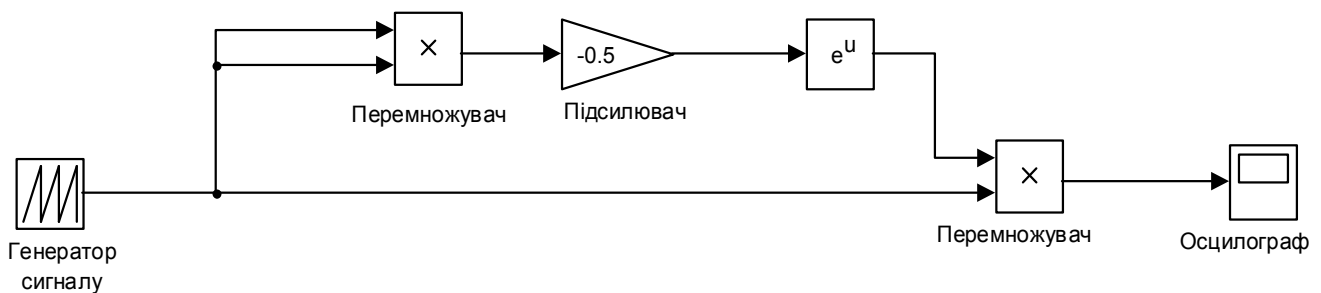 ×
-0.5
e^u
Перемножувач
Підсилювач
×
Генератор
сигналу
Перемножувач
Осцилограф